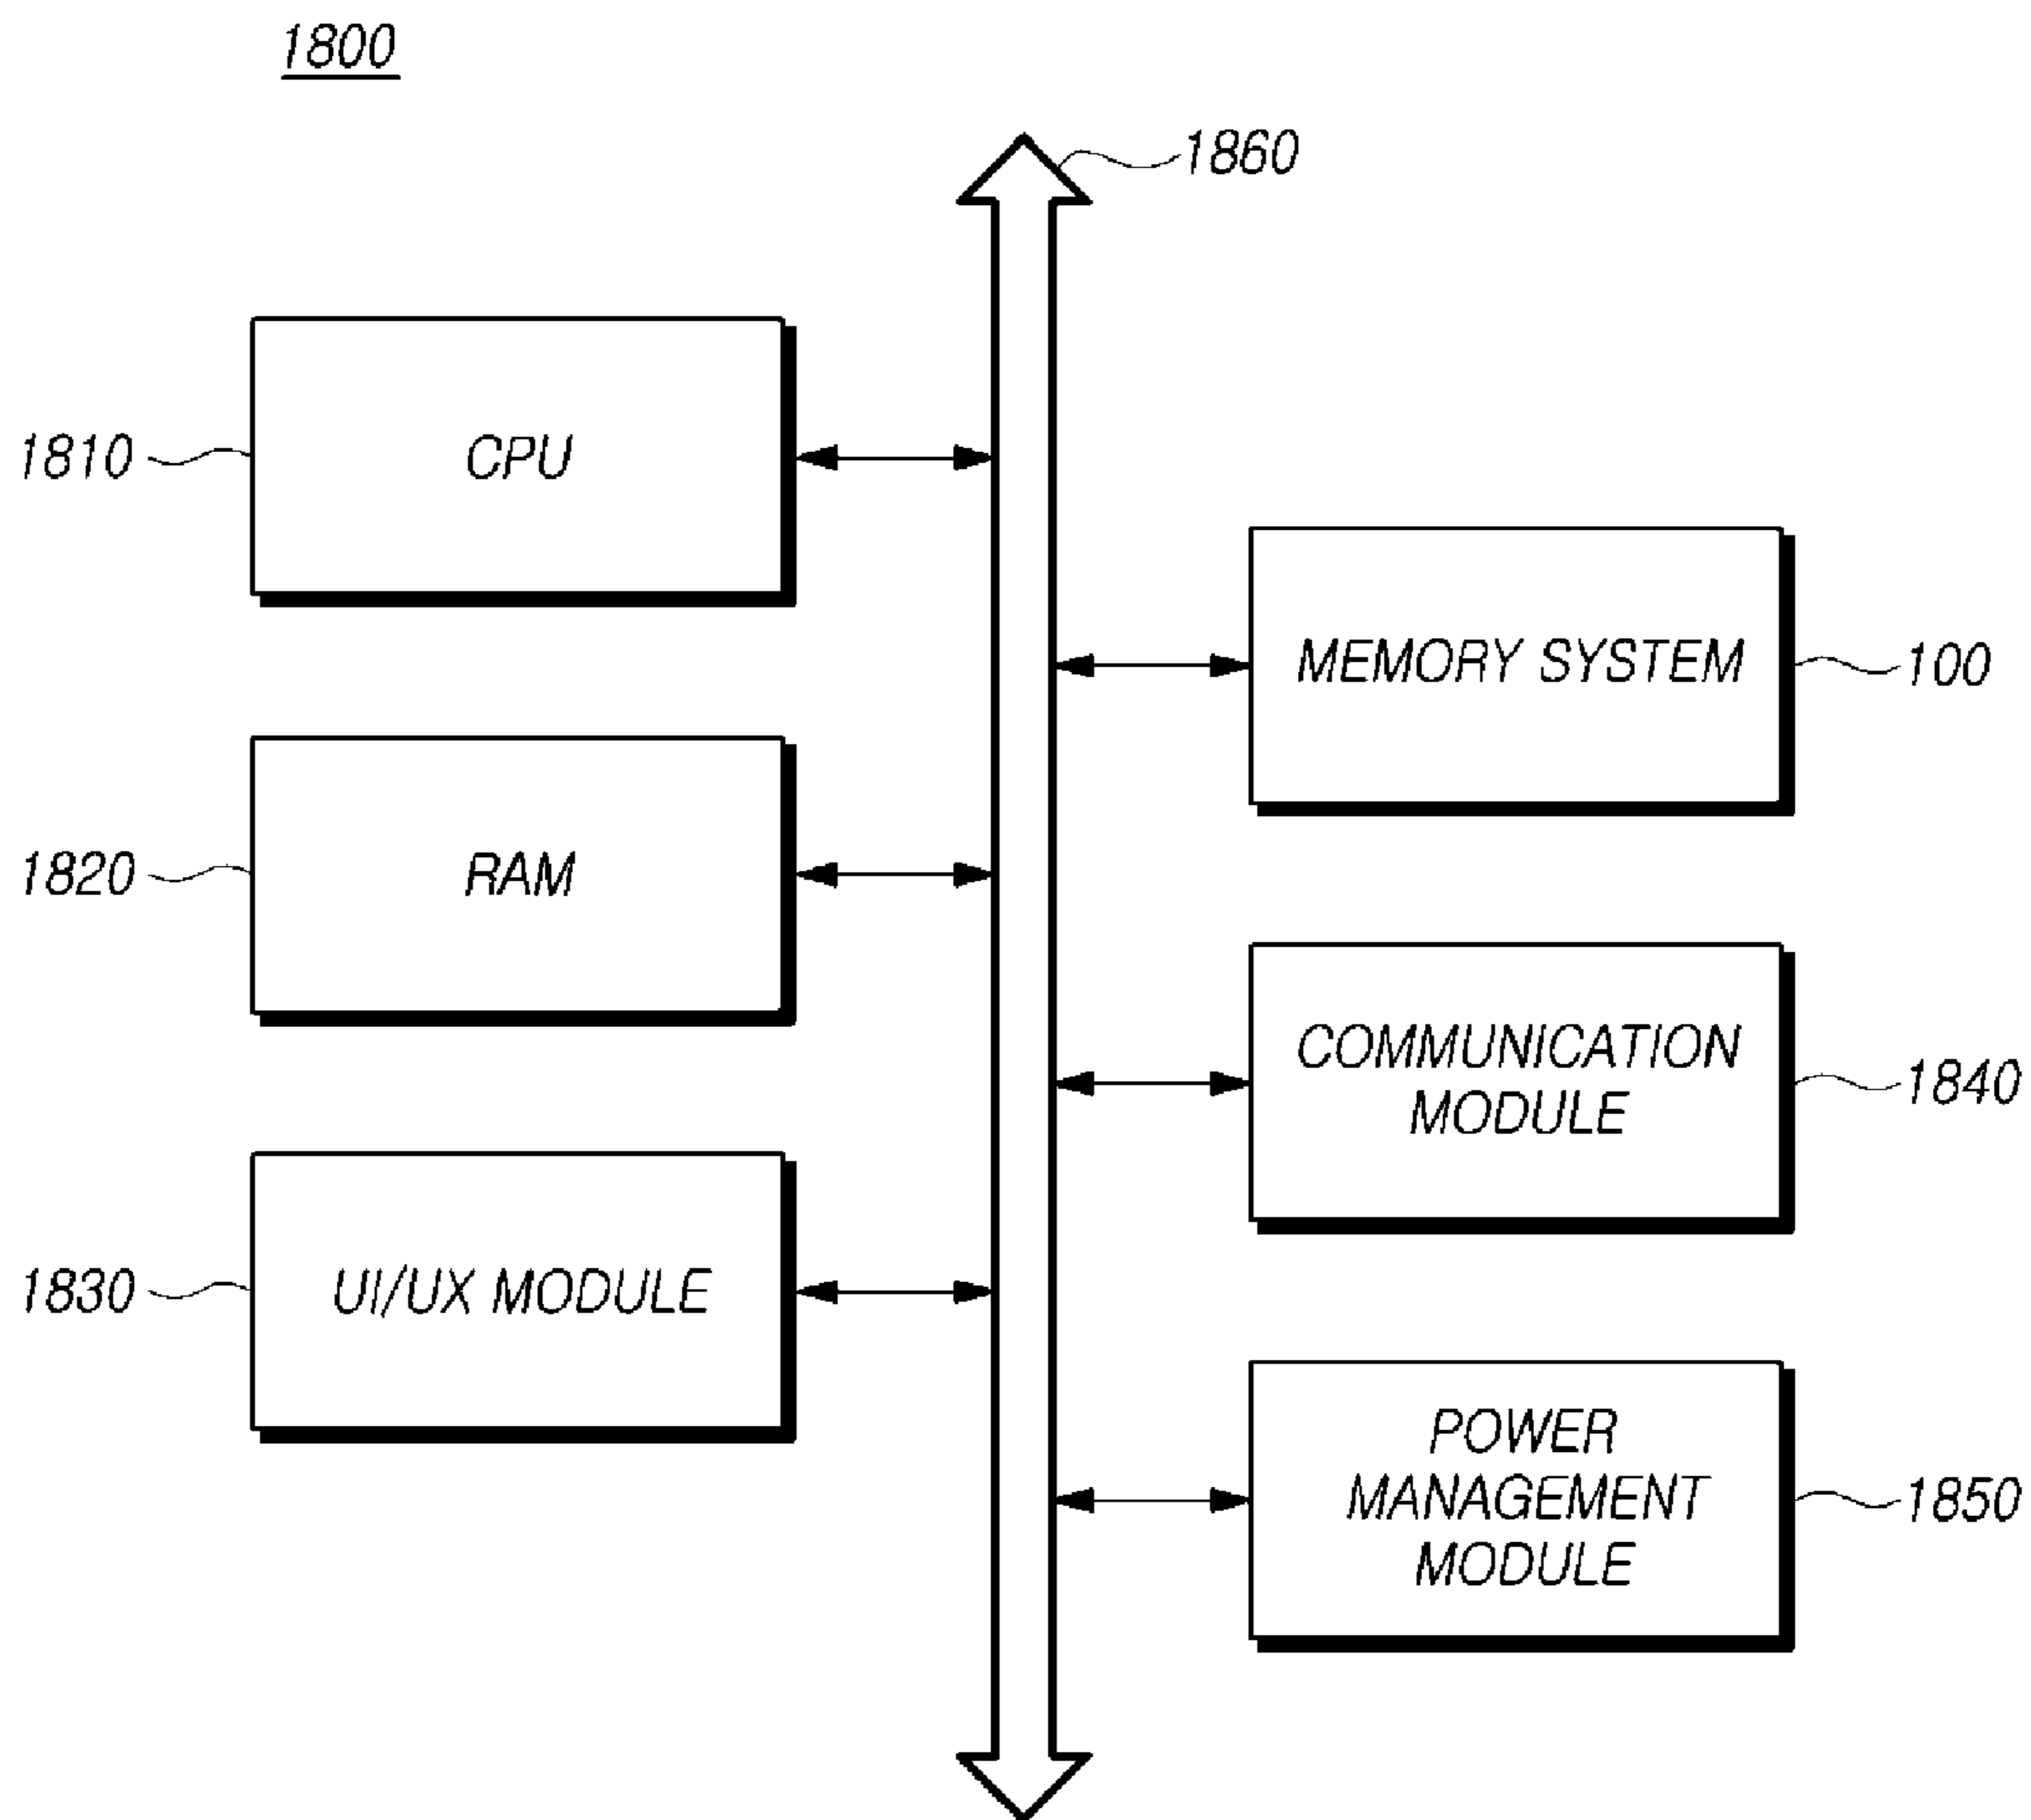 1800
1860
1810
CPU
MEMORY SYSTEM
100
1820
RAM
COMMUNICATION
MODULE
1840
1830
UI/UX MODULE
POWER
MANAGEMENT
MODULE
1850